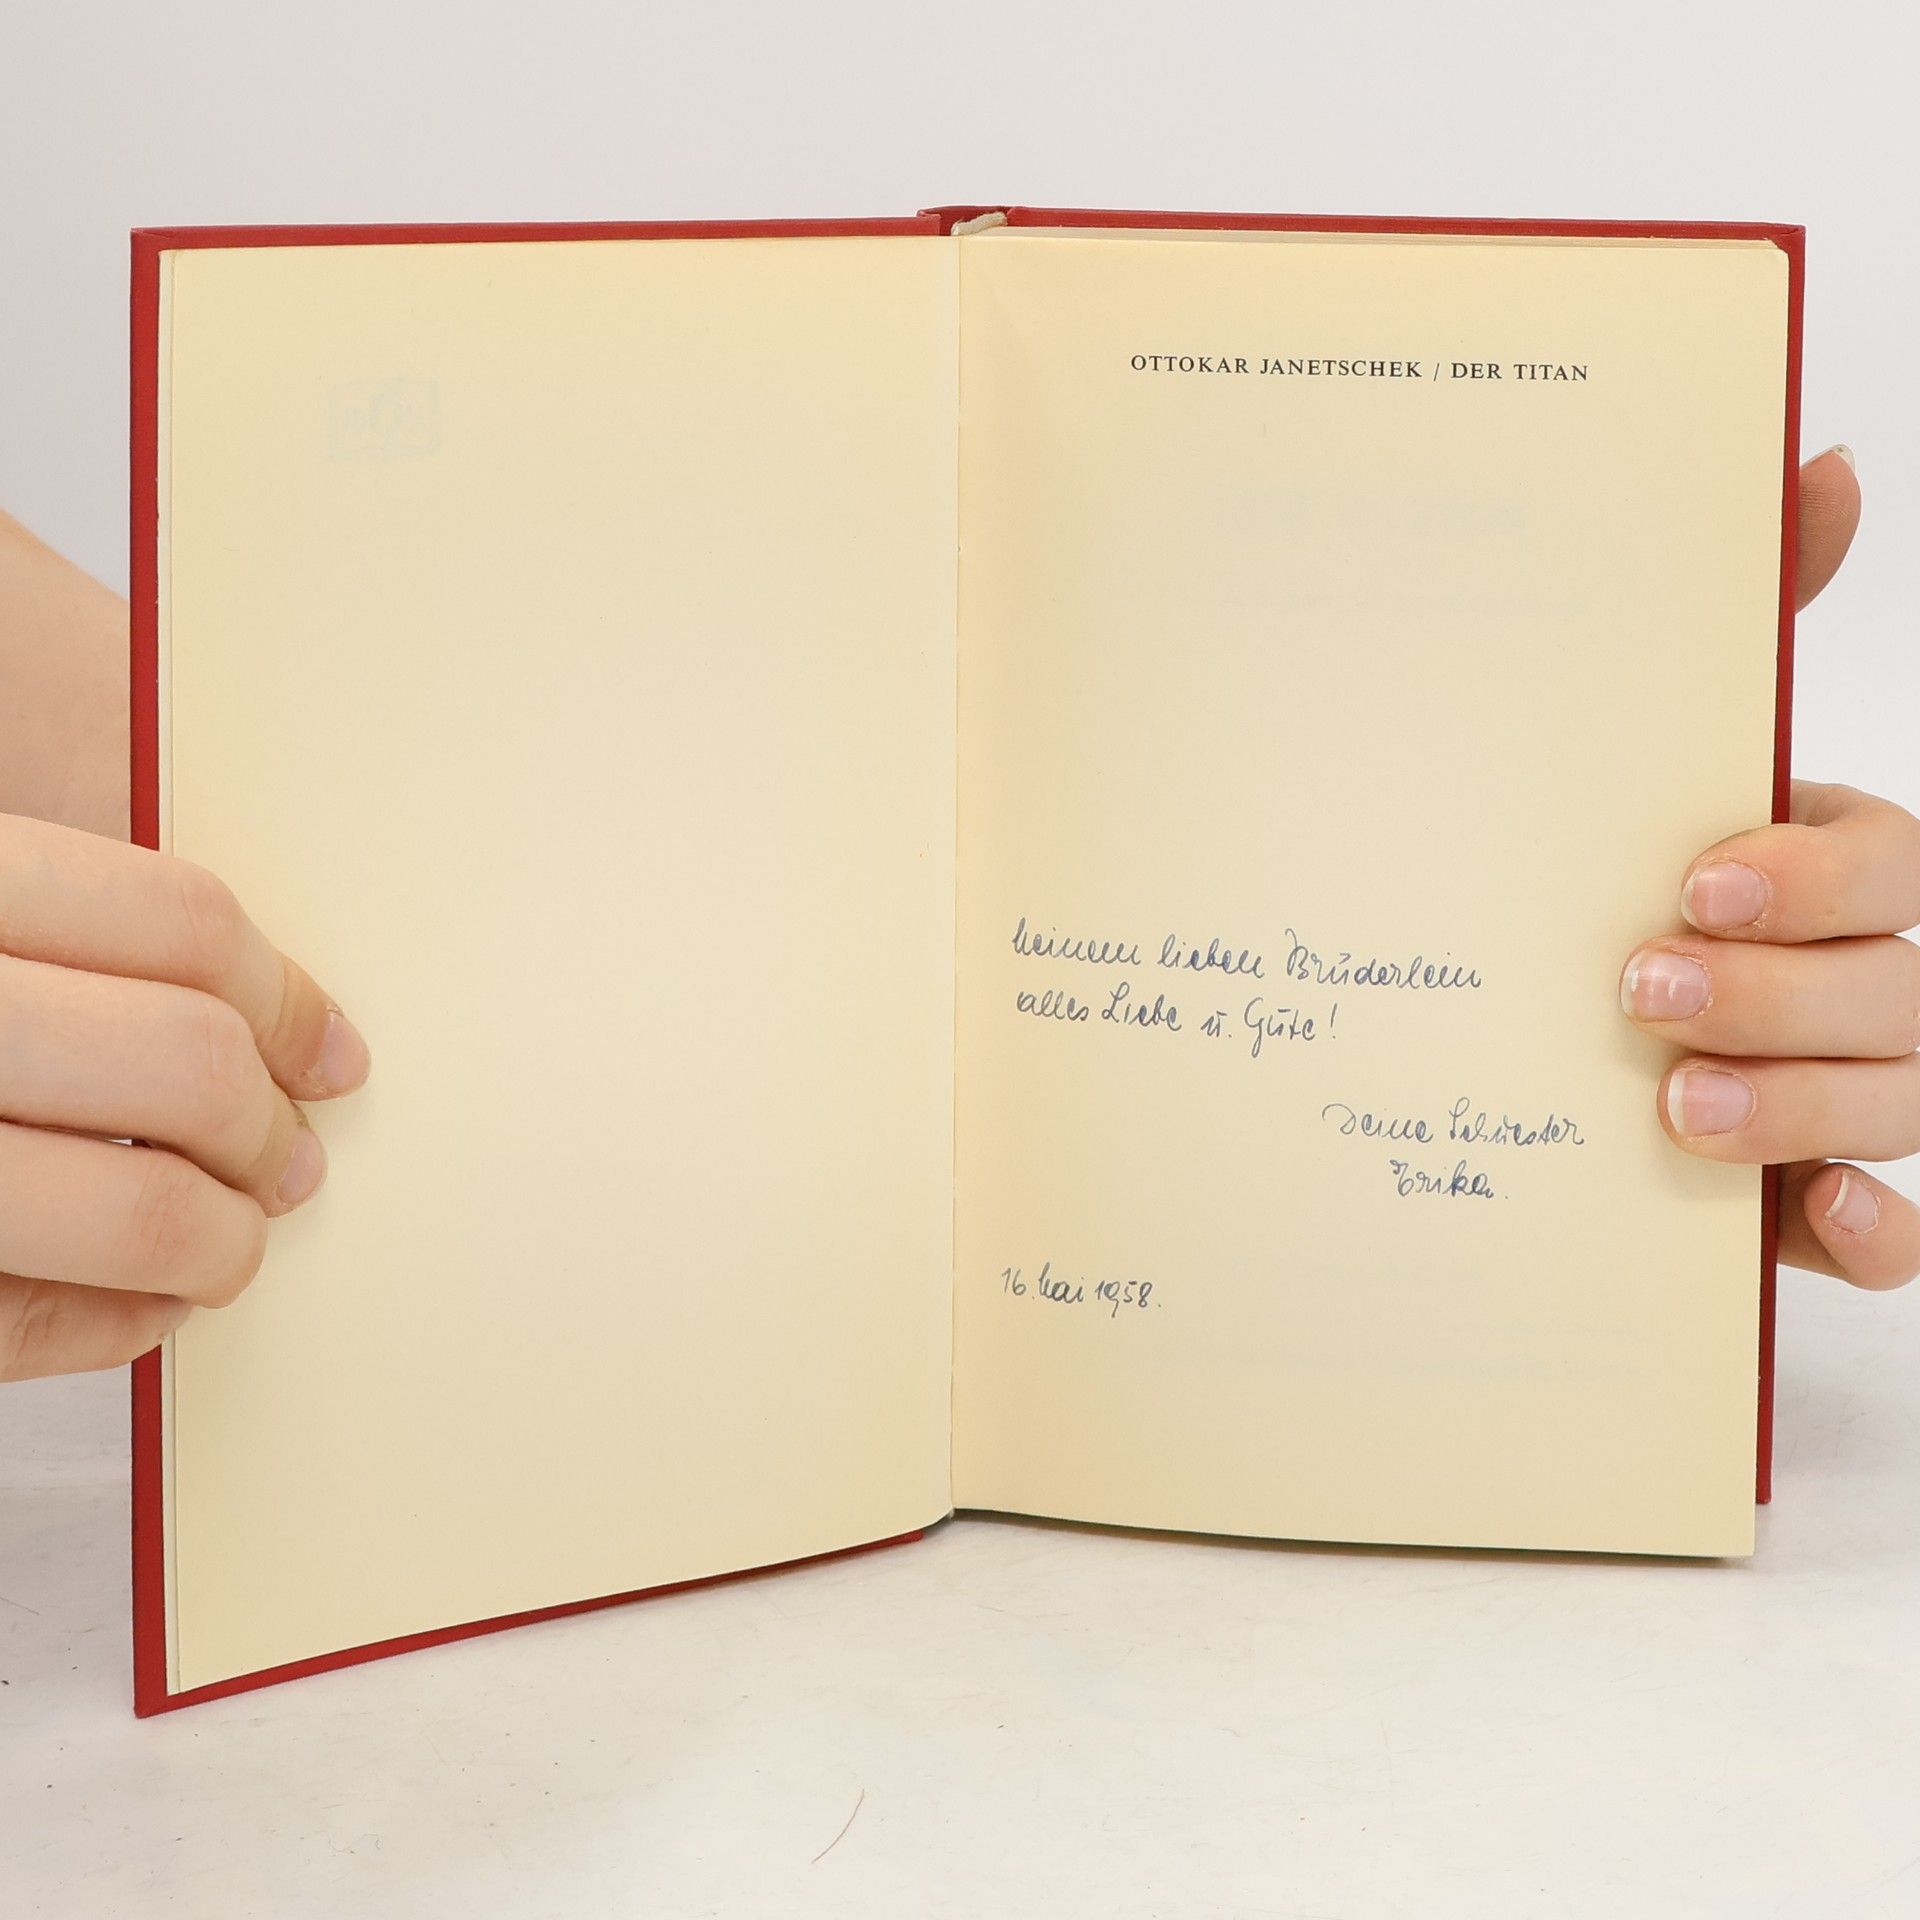 OTTOKAR JANETSCHEK / DER TITAN
Meinem lieben Brüderlein
alles Liebe u. Gute!
Deine Schwester
Erika.
16. Mai 1958.